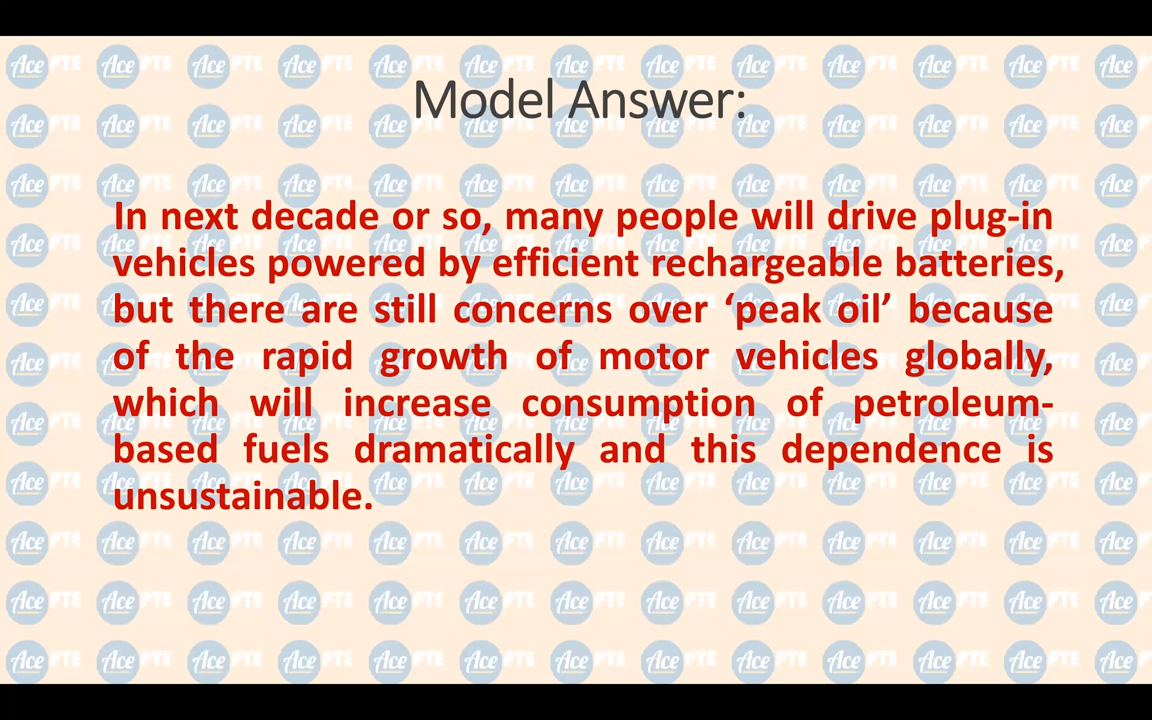 Model Answer:
In next decade or so, many people will drive plug-in
vehicles powered by efficient rechargeable batteries,
but there are still concerns over ‘peak oil’ because
of the rapid growth of motor vehicles globally,
which will increase consumption of petroleum-
based fuels dramatically and this dependence is
unsustainable.